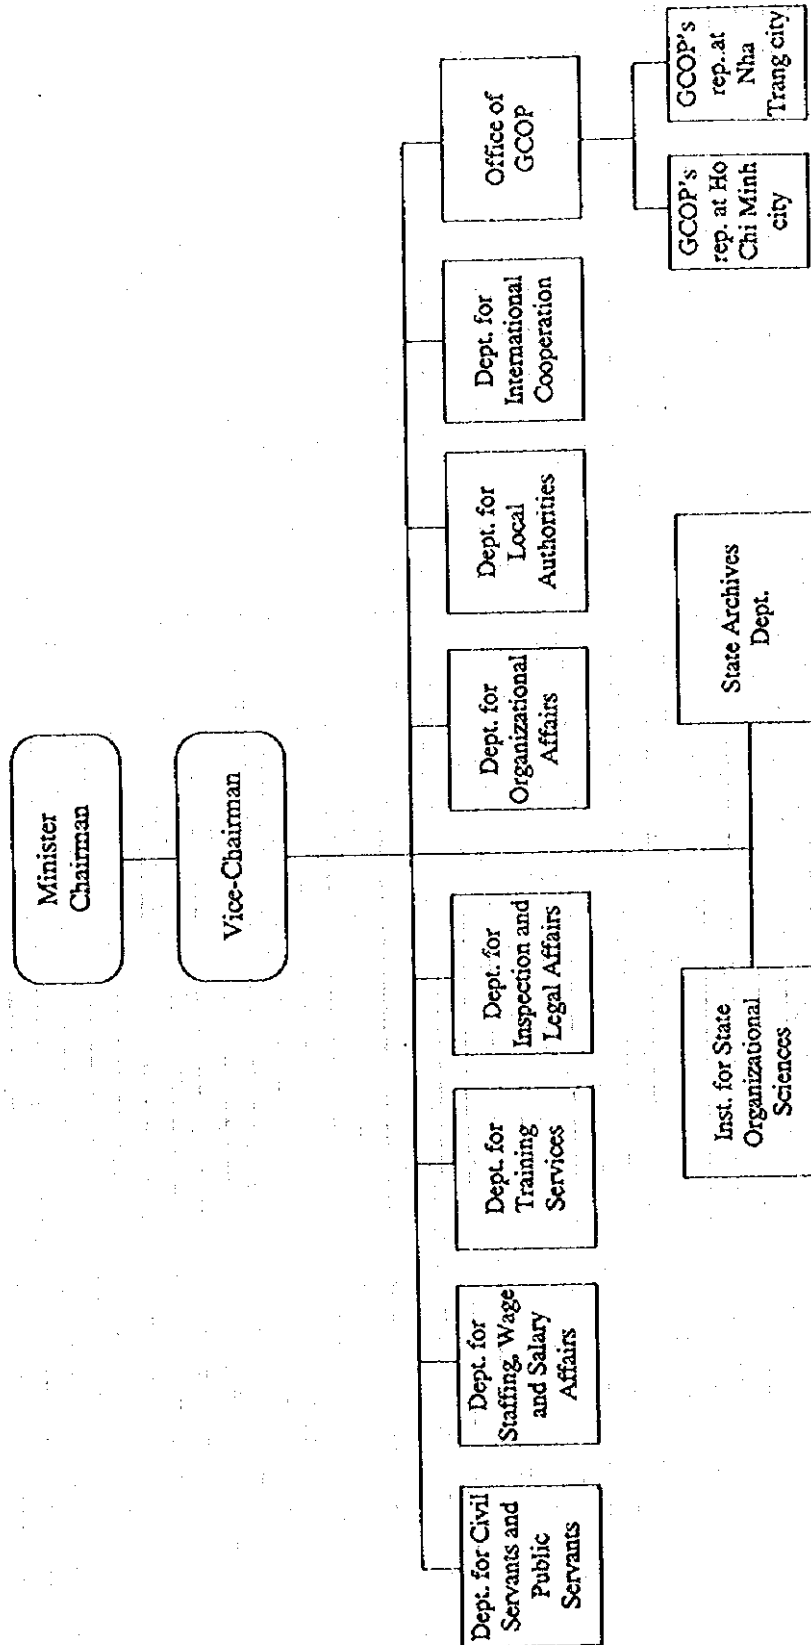 Minister
Chairman
Vice-Chairman
Dept. for Civil
Servants and
Public
Servants
Dept. for
Staffing, Wage
and Salary
Affairs
Dept. for
Training
Services
Dept. for
Inspection and
Legal Affairs
Dept. for
Organizational
Affairs
Dept. for
Local
Authorities
Dept. for
International
Cooperation
Office of
GCOP
Inst. for State
Organizational
Sciences
State Archives
Dept.
GCOP's
rep. at Ho
Chi Minh
city
GCOP's
rep. at
Nha
Trang city